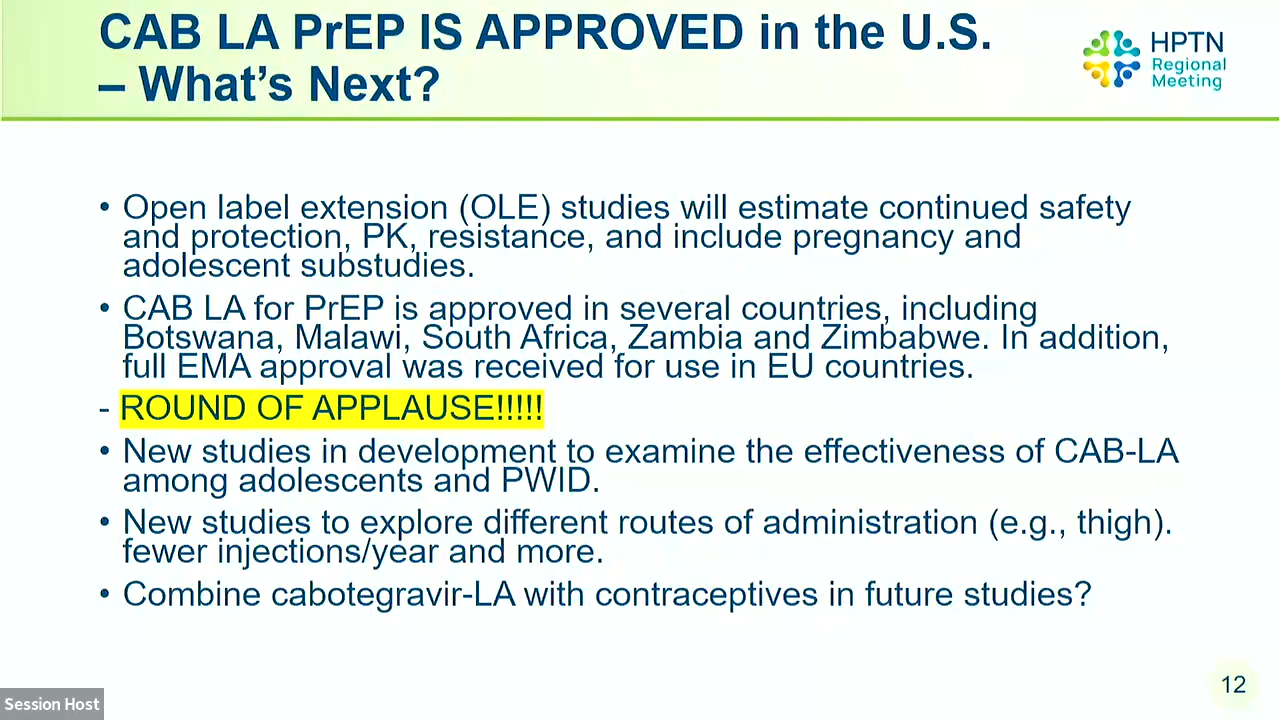 CAB LA PrEP IS APPROVED in the U.S.
– What's Next?
HPTN
Regional
Meeting
• Open label extension (OLE) studies will estimate continued safety
and protection, PK, resistance, and include pregnancy and
adolescent substudies.
• CAB LA for PrEP is approved in several countries, including
Botswana, Malawi, South Africa, Zambia and Zimbabwe. In addition,
full EMA approval was received for use in EU countries.
- ROUND OF APPLAUSE!!!!!
• New studies in development to examine the effectiveness of CAB-LA
among adolescents and PWID.
• New studies to explore different routes of administration (e.g., thigh).
fewer injections/year and more.
• Combine cabotegravir-LA with contraceptives in future studies?
12
Session Host